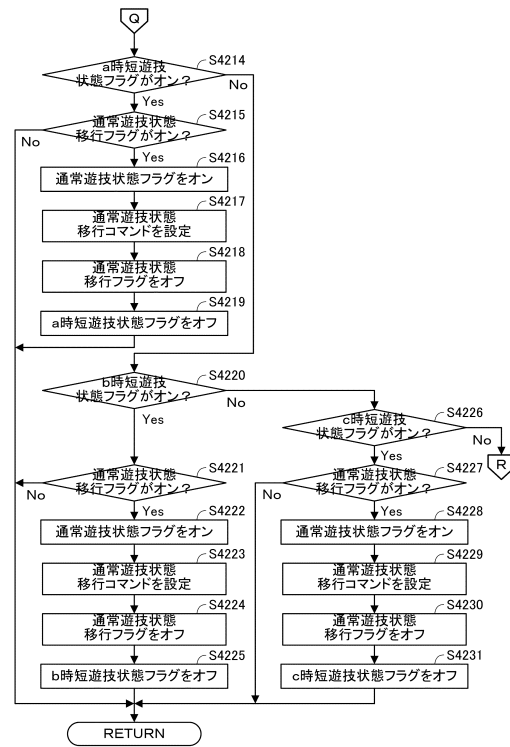 Q
a時短遊技
状態フラグがオン?
S4214
No
Yes
通常遊技状態
移行フラグがオン?
S4215
No
Yes
S4216
通常遊技状態フラグをオン
S4217
通常遊技状態
移行コマンドを設定
S4218
通常遊技状態
移行フラグをオフ
S4219
a時短遊技状態フラグをオフ
b時短遊技
状態フラグがオン?
S4220
No
Yes
c時短遊技
状態フラグがオン?
S4226
No
R
Yes
通常遊技状態
移行フラグがオン?
S4221
No
Yes
S4222
通常遊技状態フラグをオン
S4223
通常遊技状態
移行コマンドを設定
S4224
通常遊技状態
移行フラグをオフ
S4225
b時短遊技状態フラグをオフ
通常遊技状態
移行フラグがオン?
S4227
No
Yes
S4228
通常遊技状態フラグをオン
S4229
通常遊技状態
移行コマンドを設定
S4230
通常遊技状態
移行フラグをオフ
S4231
c時短遊技状態フラグをオフ
RETURN